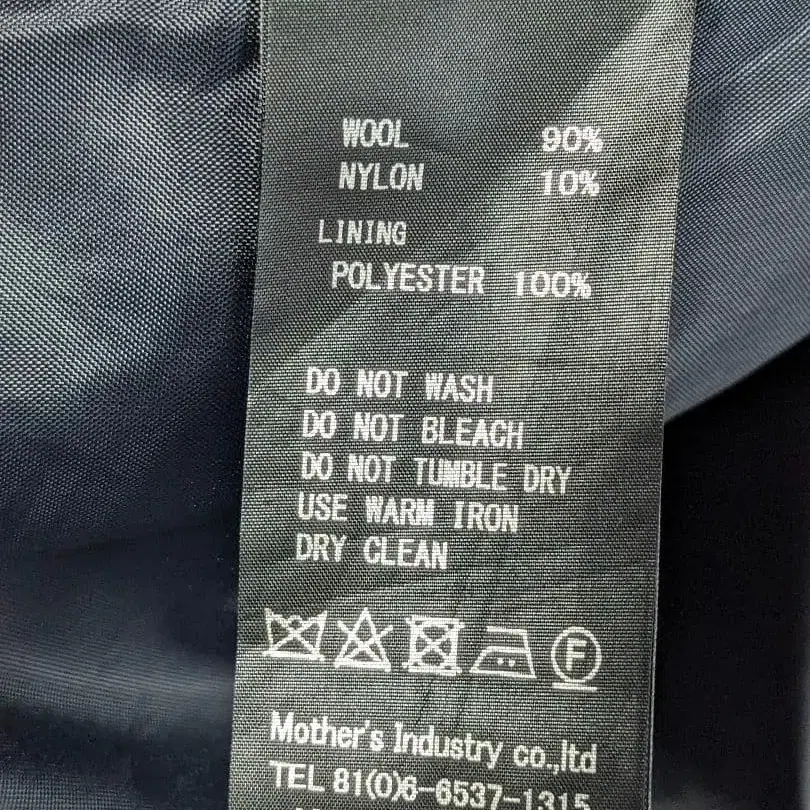 WOOL 90%
NYLON 10%
LINING
POLYESTER 100%
DO NOT WASH
DO NOT BLEACH
DO NOT TUMBLE DRY
USE WARM IRON
DRY CLEAN
F
Mother's Industry co.,ltd
TEL 81(0)6-6537-1315